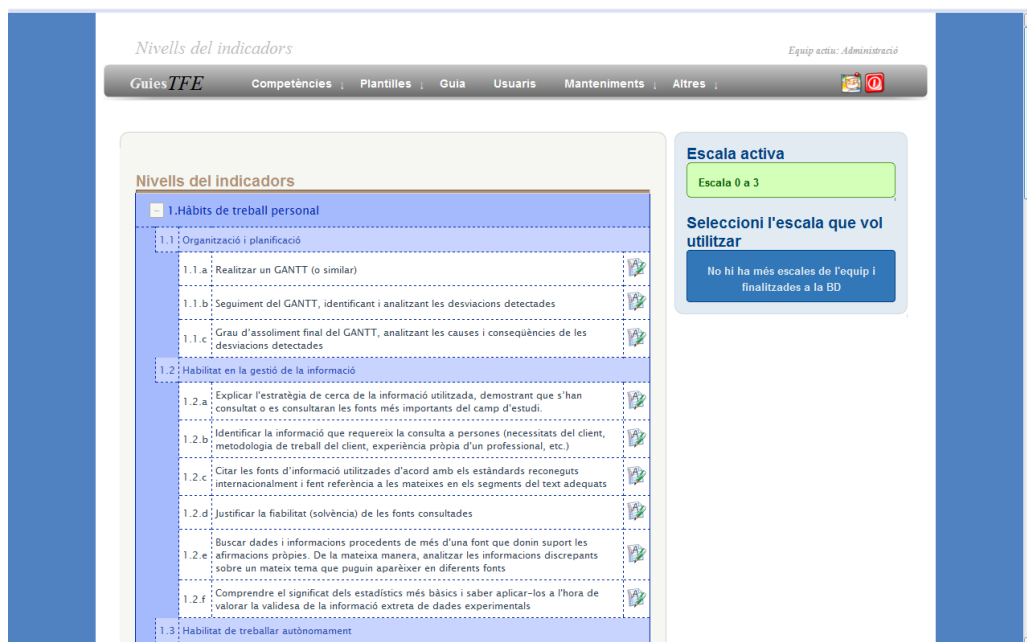 Nivells del indicadors
Equip actiu: Administració
GuiesTFE
Competències ↓ Plantilles ↓ Guia Usuaris Manteniments ↓ Altres ↓
Nivells del indicadors
1.Hàbits de treball personal
1.1 Organització i planificació
1.1.a Realitzar un GANTT (o similar)
1.1.b Seguiment del GANTT, identificant i analitzant les desviacions detectades
1.1.c Grau d'assoliment final del GANTT, analitzant les causes i conseqüències de les
desviacions detectades
1.2 Habilitat en la gestió de la informació
1.2.a Explicar l'estratègia de cerca de la informació utilitzada, demostrant que s'han
consultat o es consultaran les fonts més importants del camp d'estudi.
1.2.b Identificar la informació que requereix la consulta a persones (necessitats del client,
metodologia de treball del client, experiència pròpia d'un professional, etc.)
1.2.c Citar les fonts d'informació utilitzades d'acord amb els estàndards reconeguts
internacionalment i fent referència a les mateixes en els segments del text adequats
1.2.d Justificar la fiabilitat (solvència) de les fonts consultades
1.2.e Buscar dades i informacions procedents de més d'una font que donin suport les
afirmacions pròpies. De la mateixa manera, analitzar les informacions discrepants
sobre un mateix tema que puguin aparèixer en diferents fonts
1.2.f Comprendre el significat dels estadístics més bàsics i saber aplicar-los a l'hora de
valorar la validesa de la informació extreta de dades experimentals
1.3 Habilitat de treballar autònomament
Escala activa
Escala 0 a 3
Seleccioni l'escala que vol
utilitzar
No hi ha més escales de l'equip i
finalitzades a la BD